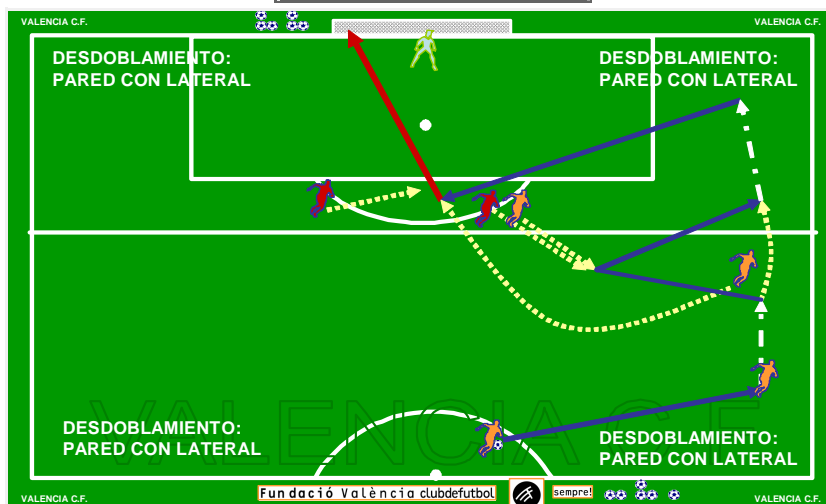 VALENCIA C.F.
VALENCIA C.F.
DESDOBLAMIENTO:
PARED CON LATERAL
DESDOBLAMIENTO:
PARED CON LATERAL
VALENCIA C.F.
DESDOBLAMIENTO:
PARED CON LATERAL
DESDOBLAMIENTO:
PARED CON LATERAL
VALENCIA C.F.
Fundació València clubdefutbol
sempre!
VALENCIA C.F.